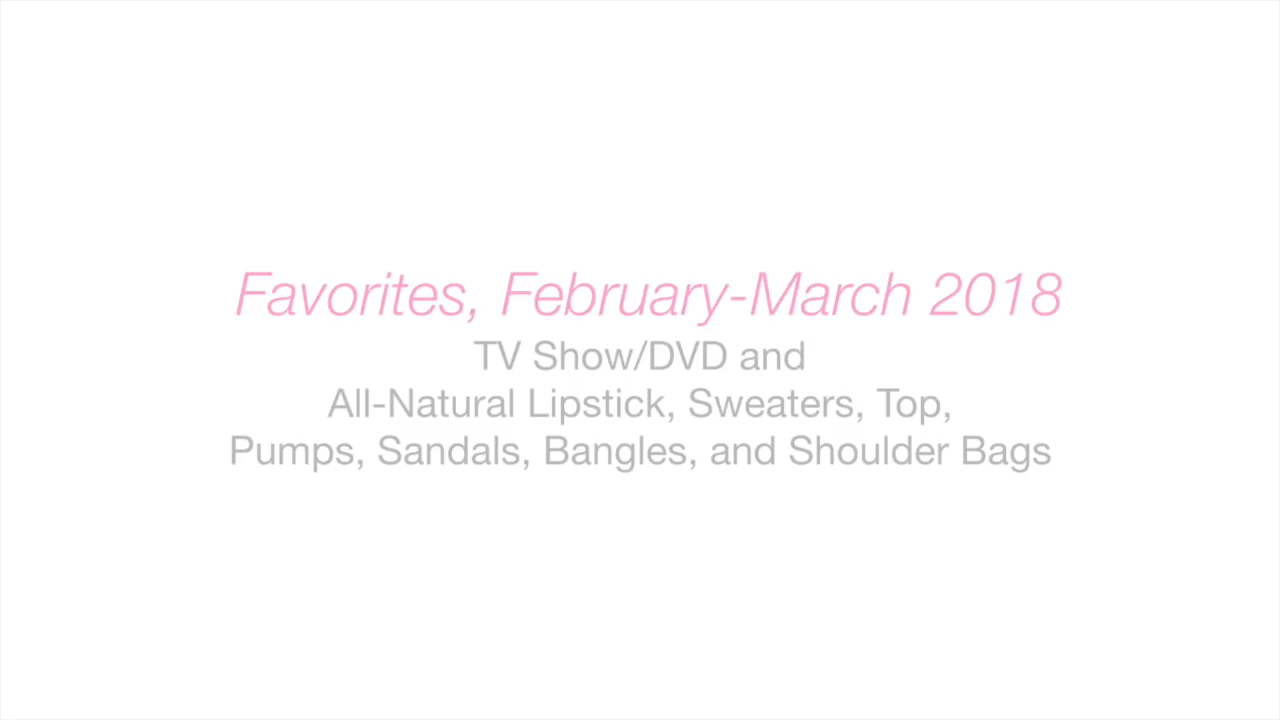 Favorites, February-March 2018
TV Show/DVD and
All-Natural Lipstick, Sweaters, Top,
Pumps, Sandals, Bangles, and Shoulder Bags